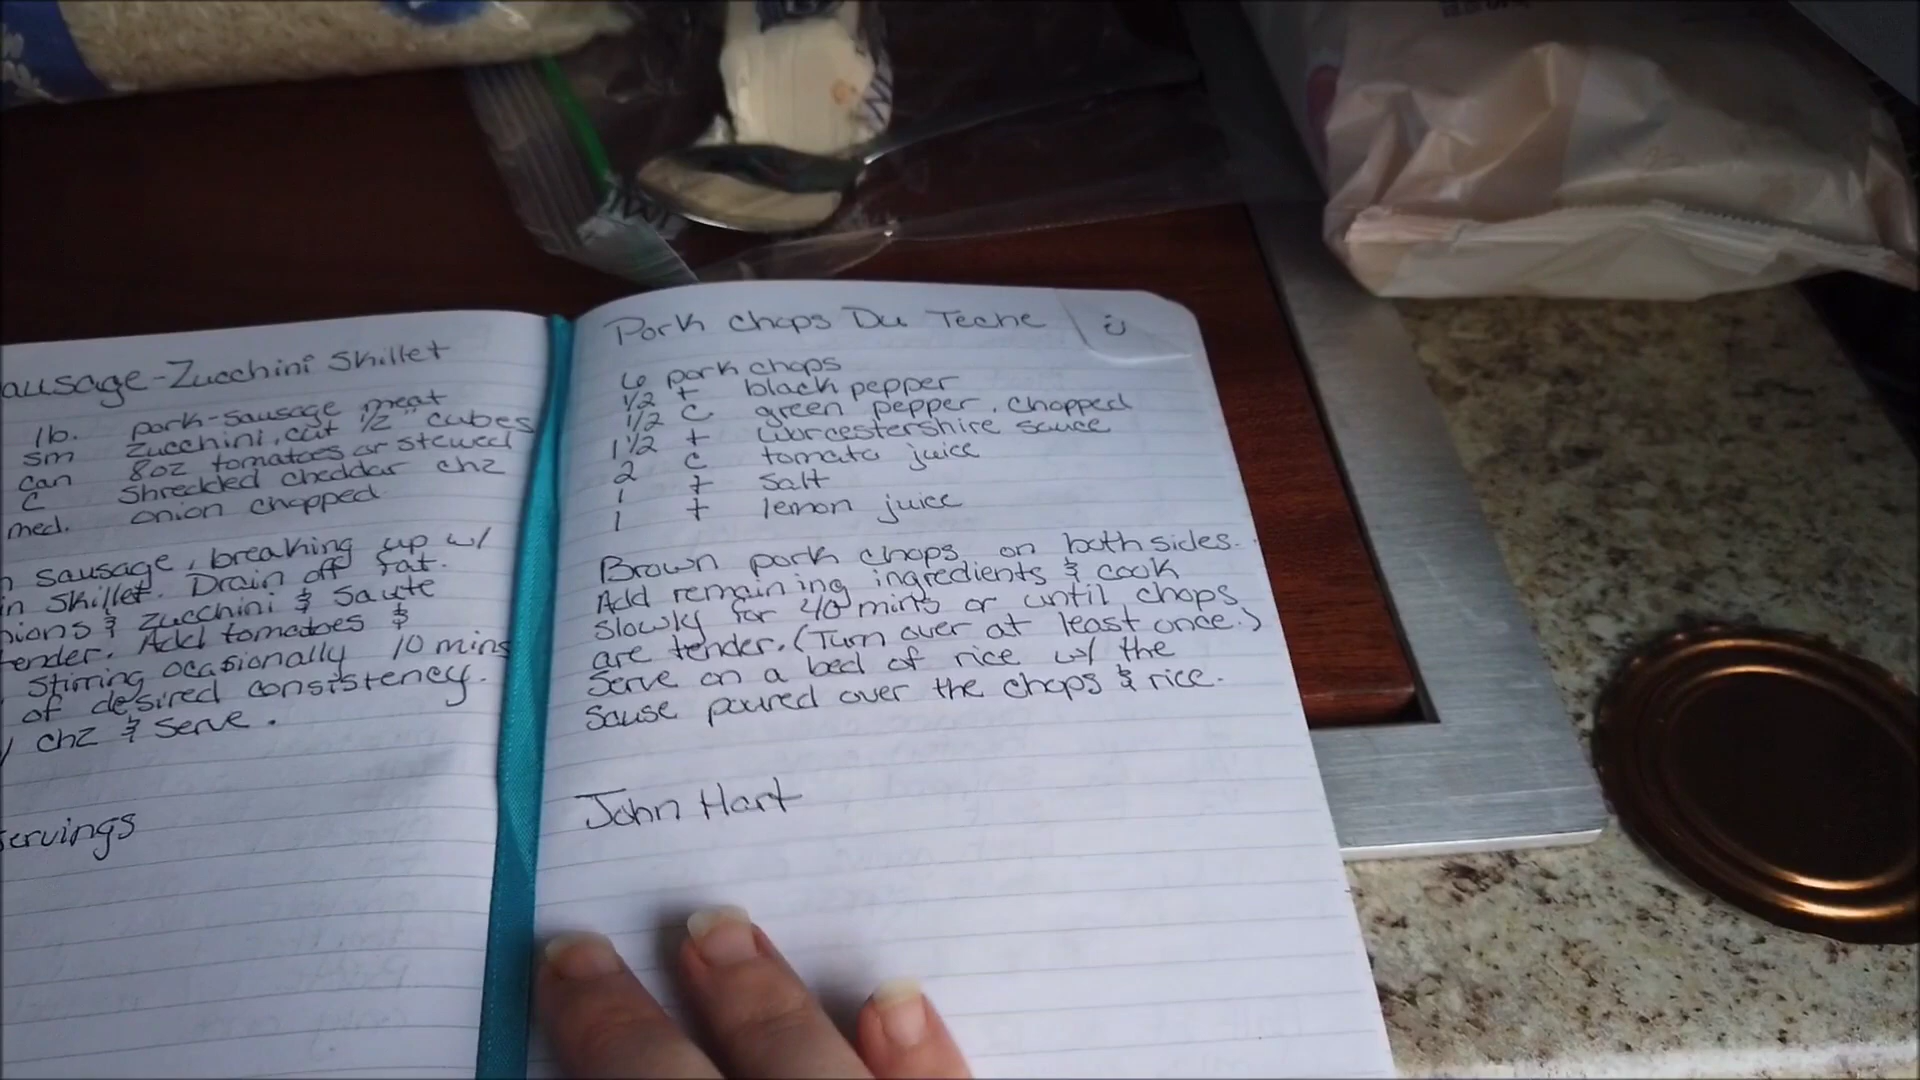 ausage-Zucchini Skillet
lb. pork-sausage meat
sm zucchini, cut 1/2" cubes
can 8oz tomatoes or stewed
C Shredded cheddar chz
med. onion chopped
sausage, breaking up w/
in skillet. Drain off fat.
nions & zucchini & Saute
ender. Add tomatoes &
Stirring ocasionally 10 mins
of desired consistency.
chz & serve.
servings
Pork Chops Du Teche
6 pork chops
1/2 t black pepper
1/2 C green pepper, chopped
1 1/2 t Worcestershire sauce
2 C tomato juice
1 t salt
1 t lemon juice
Brown pork chops on both sides.
Add remaining ingredients & cook
slowly for 40 mins or until chops
are tender. (Turn over at least once.)
Serve on a bed of rice w/ the
Sause poured over the chops & rice.
John Hart